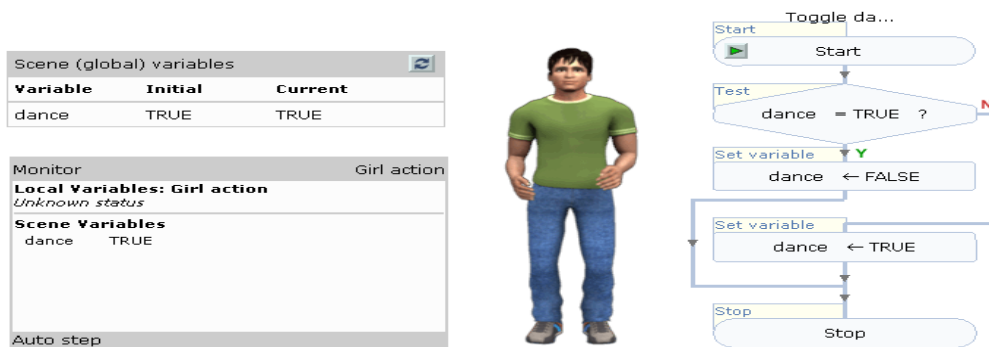 Scene (global) variables
Variable Initial Current
dance TRUE TRUE
Monitor Girl action
Local Variables: Girl action
Unknown status
Scene Variables
dance TRUE
Auto step
Toggle da...
Start
Start
Test
dance = TRUE ?
N
Set variable Y
dance ← FALSE
Set variable
dance ← TRUE
Stop
Stop